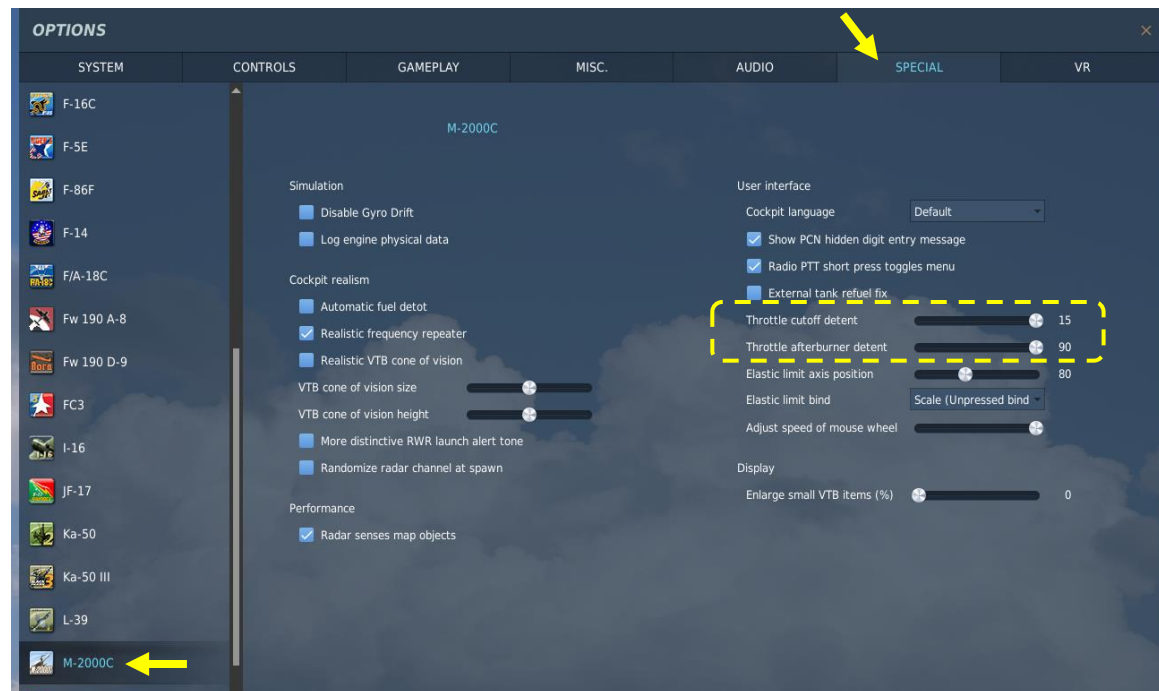 OPTIONS
×
SYSTEM CONTROLS GAMEPLAY MISC. AUDIO SPECIAL VR
F-16C
F-5E
F-86F
F-14
F/A-18C
Fw 190 A-8
Fw 190 D-9
FC3
I-16
JF-17
Ka-50
Ka-50 III
L-39
M-2000C
M-2000C
Simulation
Disable Gyro Drift
Log engine physical data
Cockpit realism
Automatic fuel detot
Realistic frequency repeater
Realistic VTB cone of vision
VTB cone of vision size
VTB cone of vision height
More distinctive RWR launch alert tone
Randomize radar channel at spawn
Performance
Radar senses map objects
User interface
Cockpit language Default
Show PCN hidden digit entry message
Radio PTT short press toggles menu
External tank refuel fix
Throttle cutoff detent 15
Throttle afterburner detent 90
Elastic limit axis position 80
Elastic limit bind Scale (Unpressed bind
Adjust speed of mouse wheel
Display
Enlarge small VTB items (%) 0